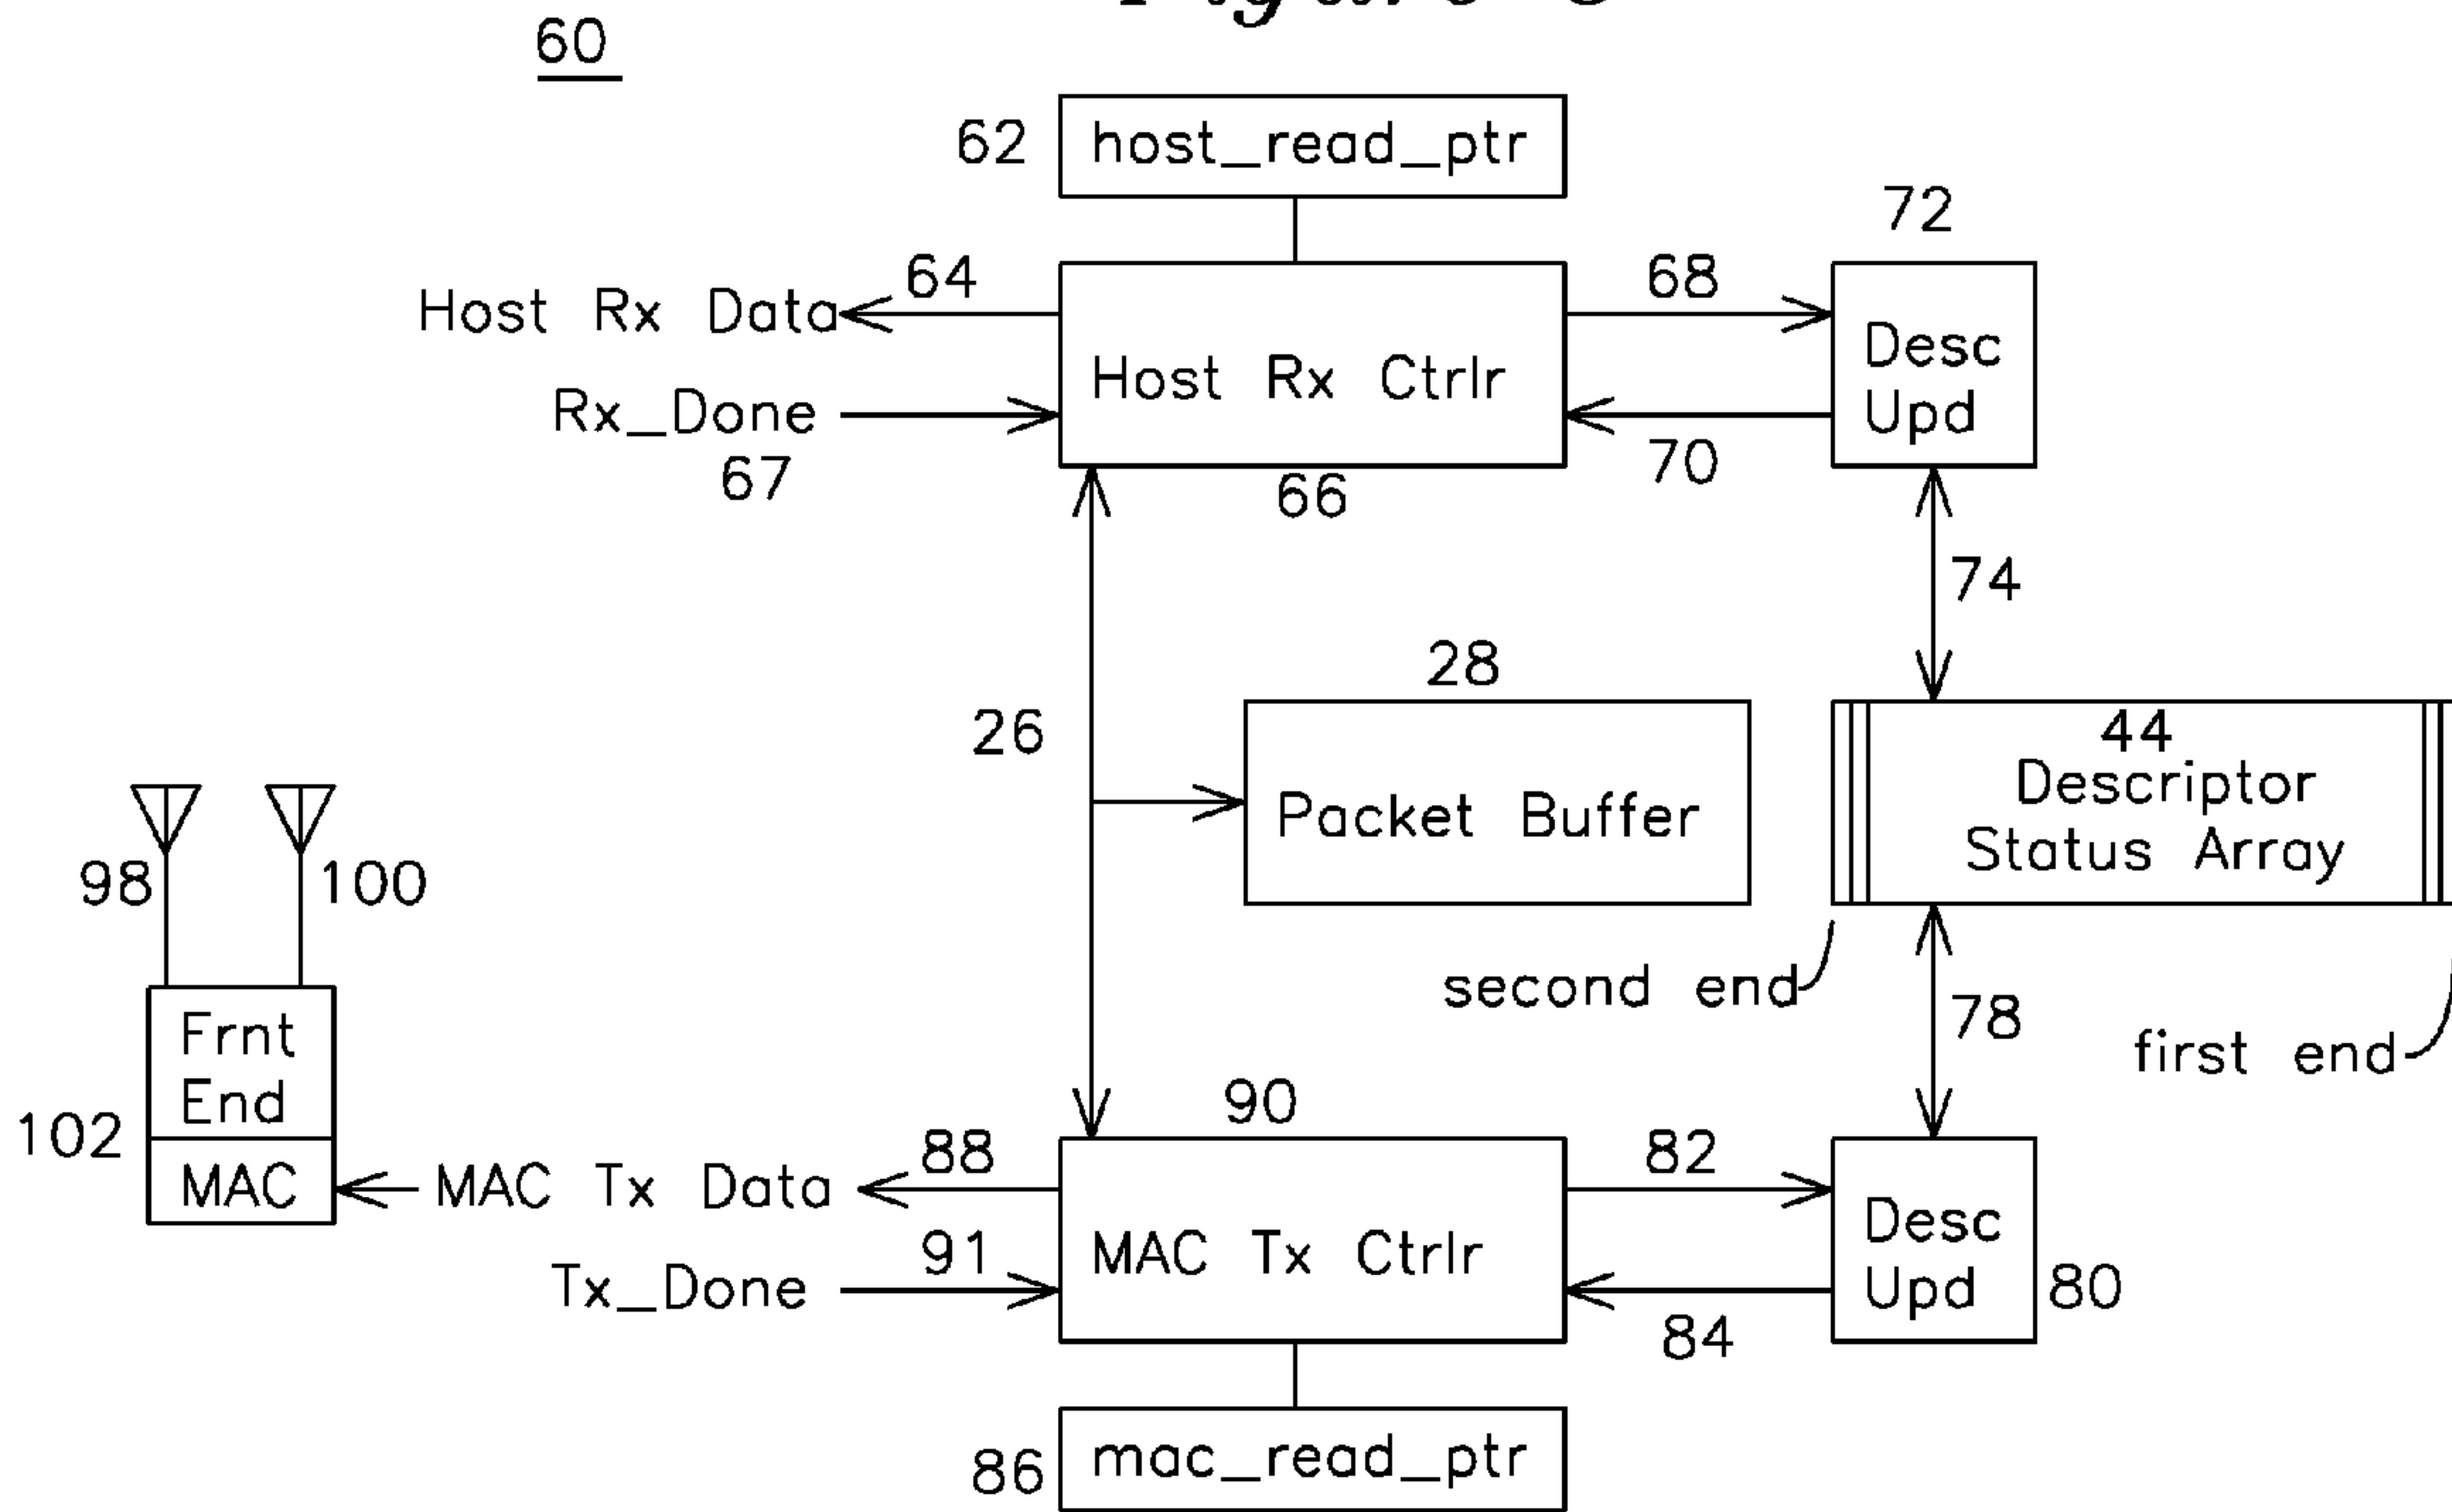 60
62
host_read_ptr
72
64
68
Host Rx Data
Desc
Upd
Host Rx Ctrlr
Rx_Done
67
66
70
74
28
26
Packet Buffer
44
Descriptor
Status Array
98
100
second end
78
first end
Frnt
End
MAC
102
90
88
82
MAC Tx Data
MAC Tx Ctrlr
Desc
Upd
91
Tx_Done
80
84
86
mac_read_ptr